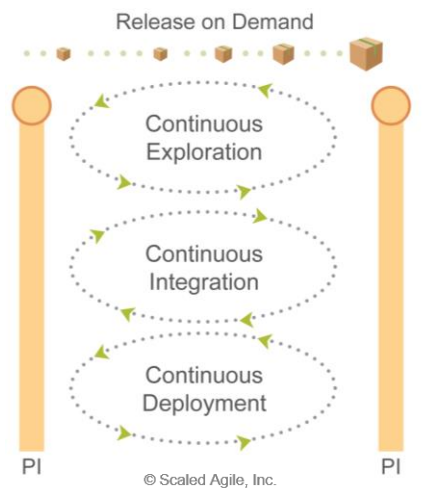 Release on Demand
Continuous
Exploration
Continuous
Integration
Continuous
Deployment
PI
PI
© Scaled Agile, Inc.